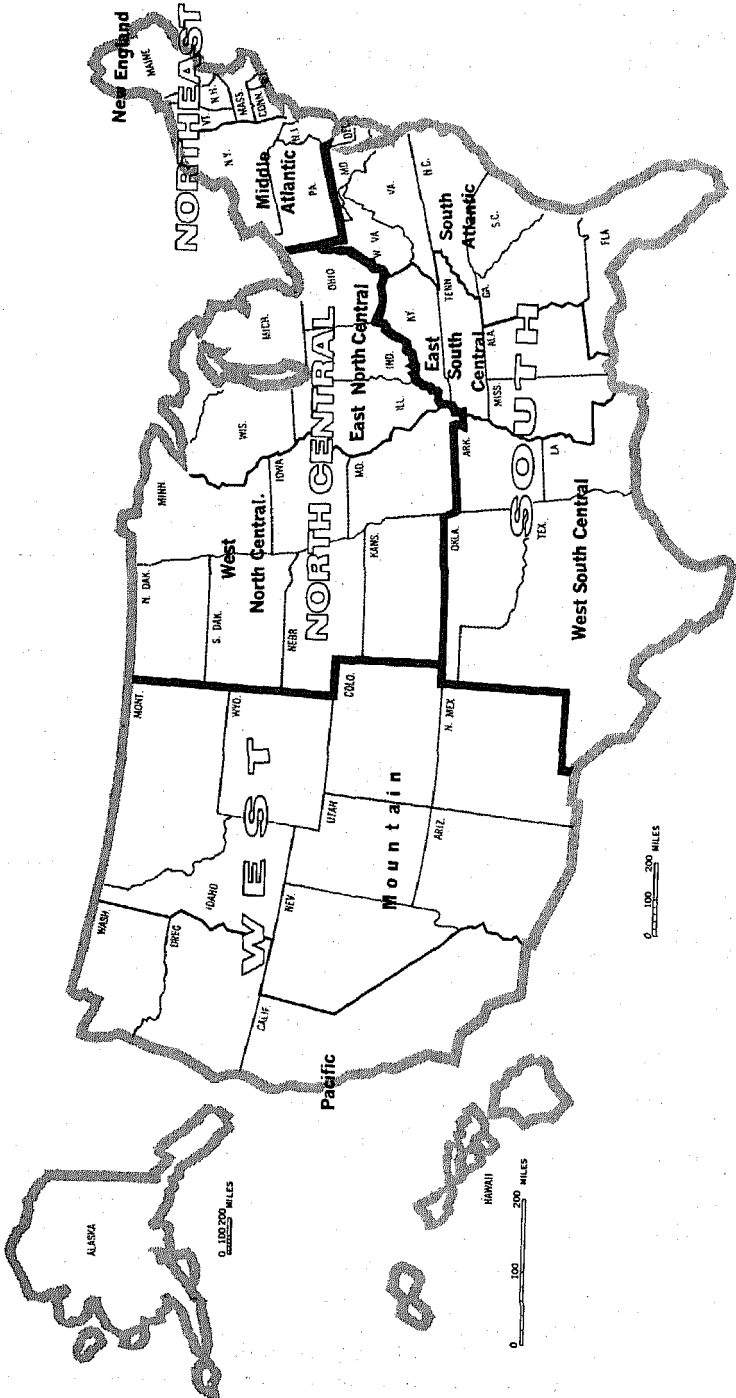 New England
NORTHEAST
MAINE
VT.
N.H.
MASS.
CONN.
N.Y.
Middle
Atlantic
N.J.
PA.
DEL.
MD.
W. VA
VA.
N.C.
South
Atlantic
S.C.
GA.
FLA
OHIO
MICH.
IND.
ILL.
WIS.
East North Central
NORTH CENTRAL
KY.
TENN
East
South
Central
ALA
MISS.
SOUTH
MINN.
IOWA
MO.
West
North Central.
N. DAK.
S. DAK.
NEBR
KANS.
ARK.
LA
OKLA.
TEX.
West South Central
MONT.
WYO.
COLO.
N. MEX
IDAHO
UTAH
ARIZ.
NEV.
WEST
Mountain
WASH
OREG
CALIF.
Pacific
0 100 200 MILES
ALASKA
0 100 200 MILES
HAWAII
0 100 200 MILES